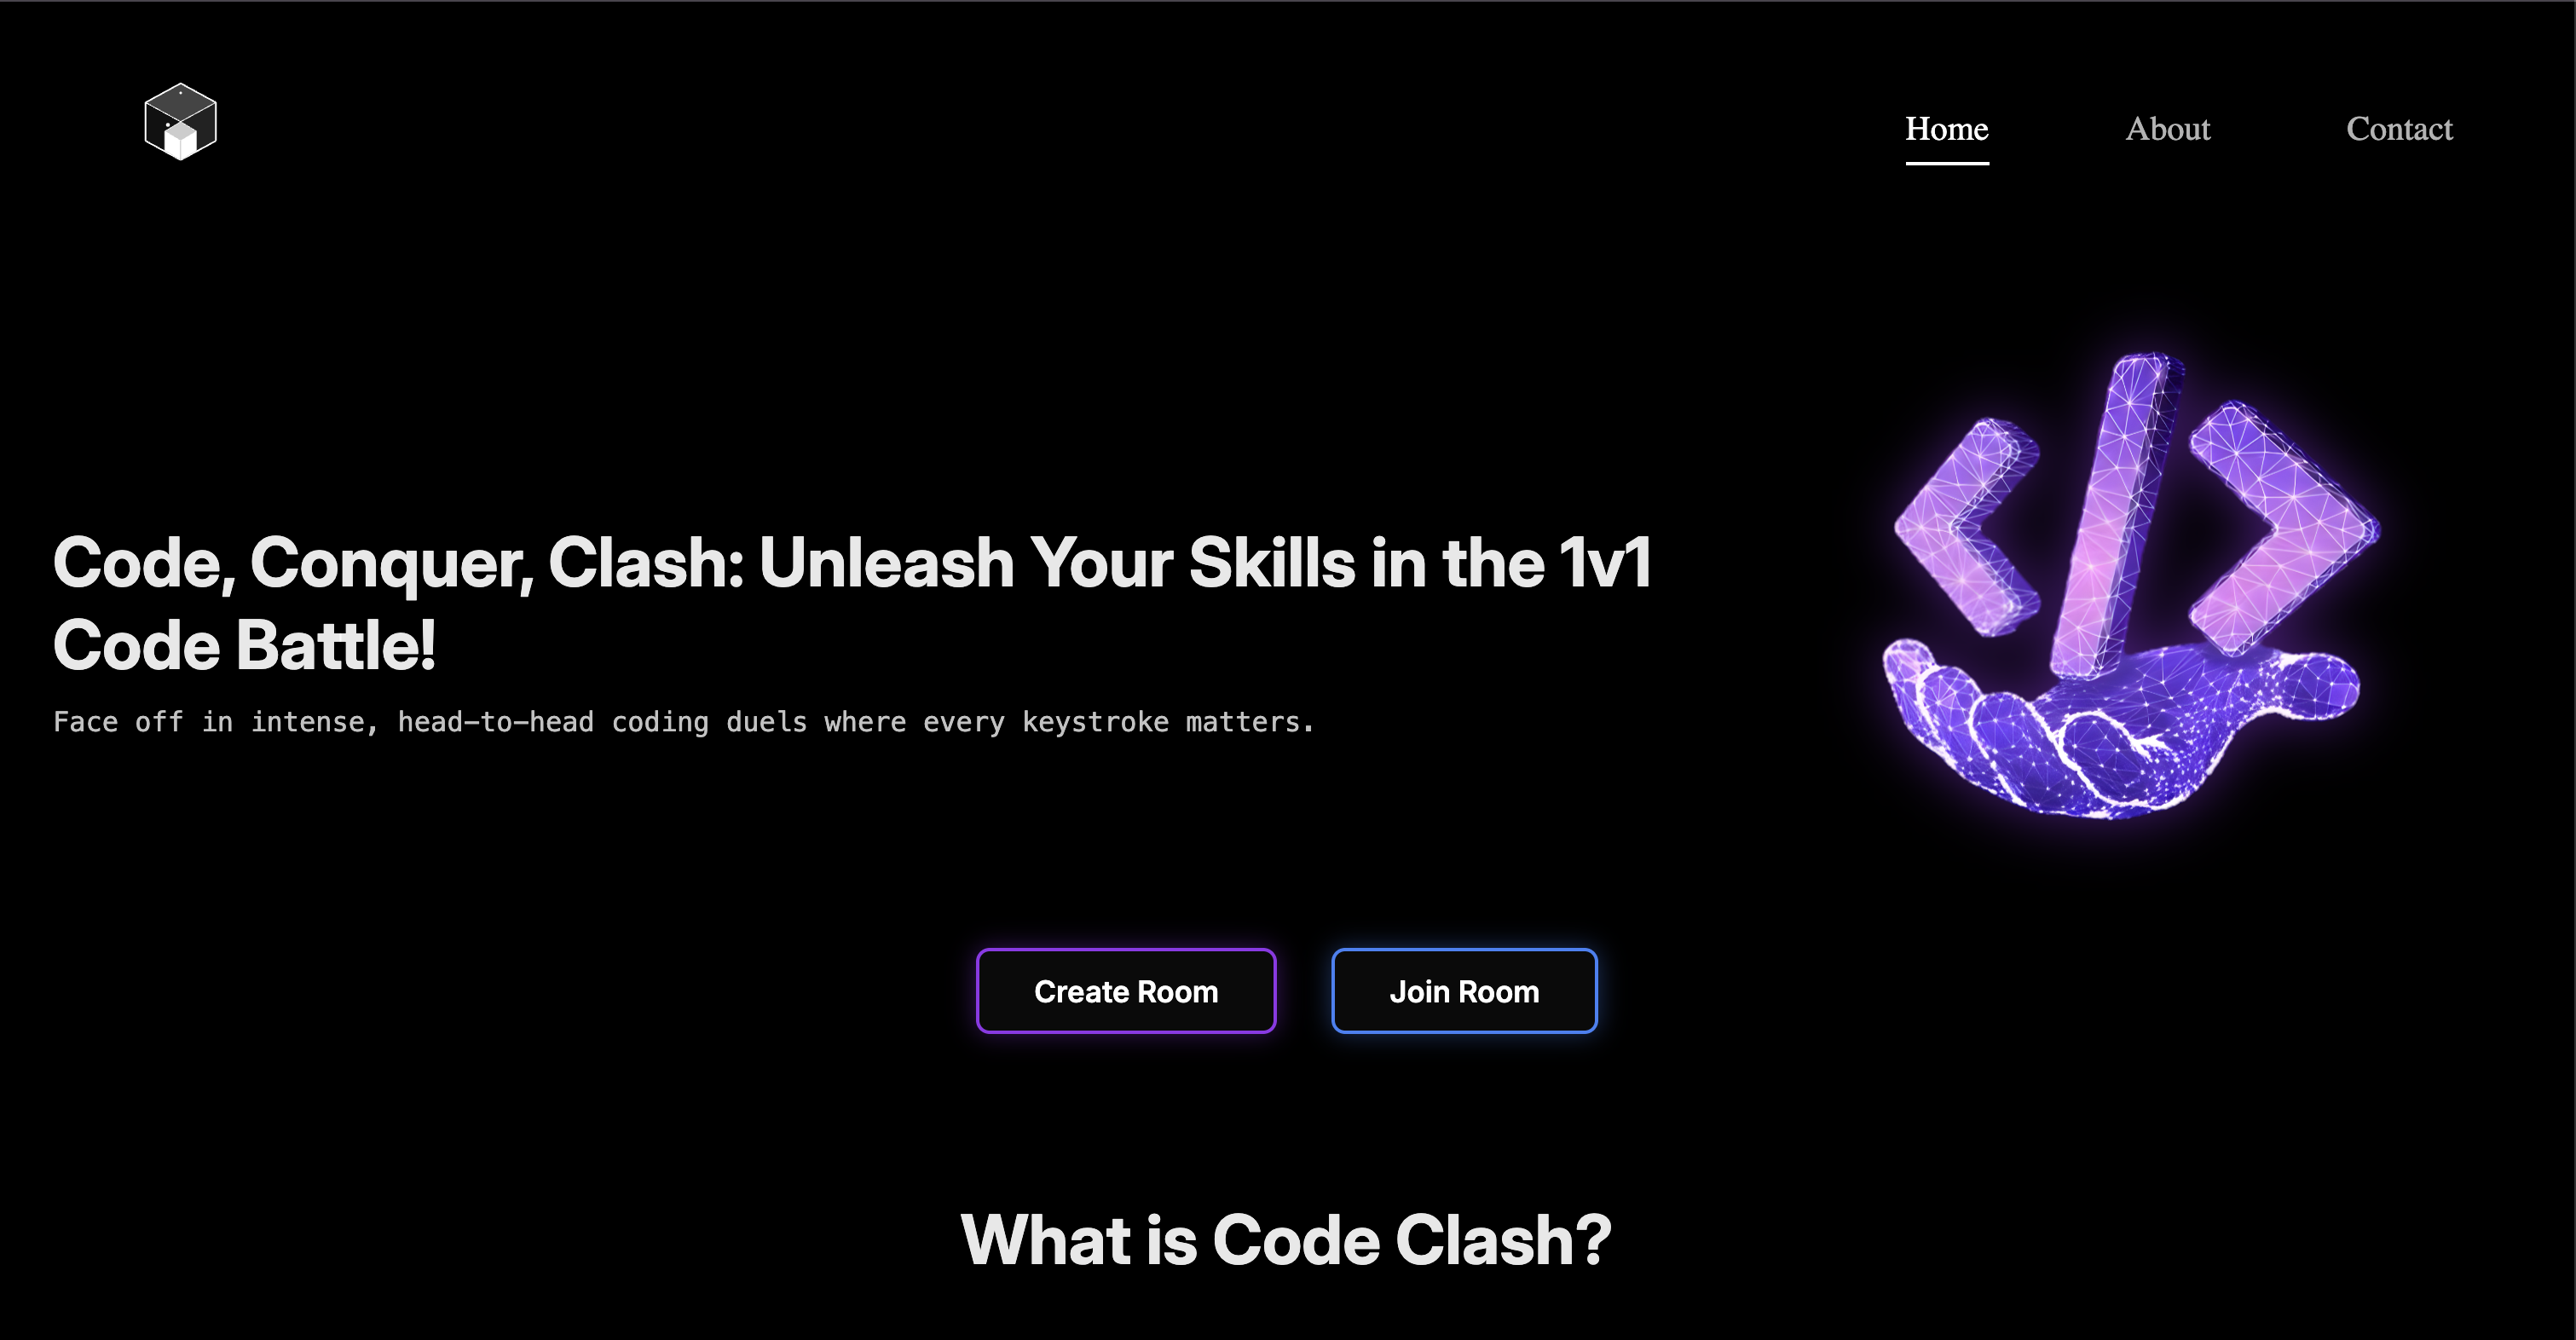 Home
About
Contact
Code, Conquer, Clash: Unleash Your Skills in the 1v1
Code Battle!
Face off in intense, head-to-head coding duels where every keystroke matters.
Create Room
Join Room
What is Code Clash?